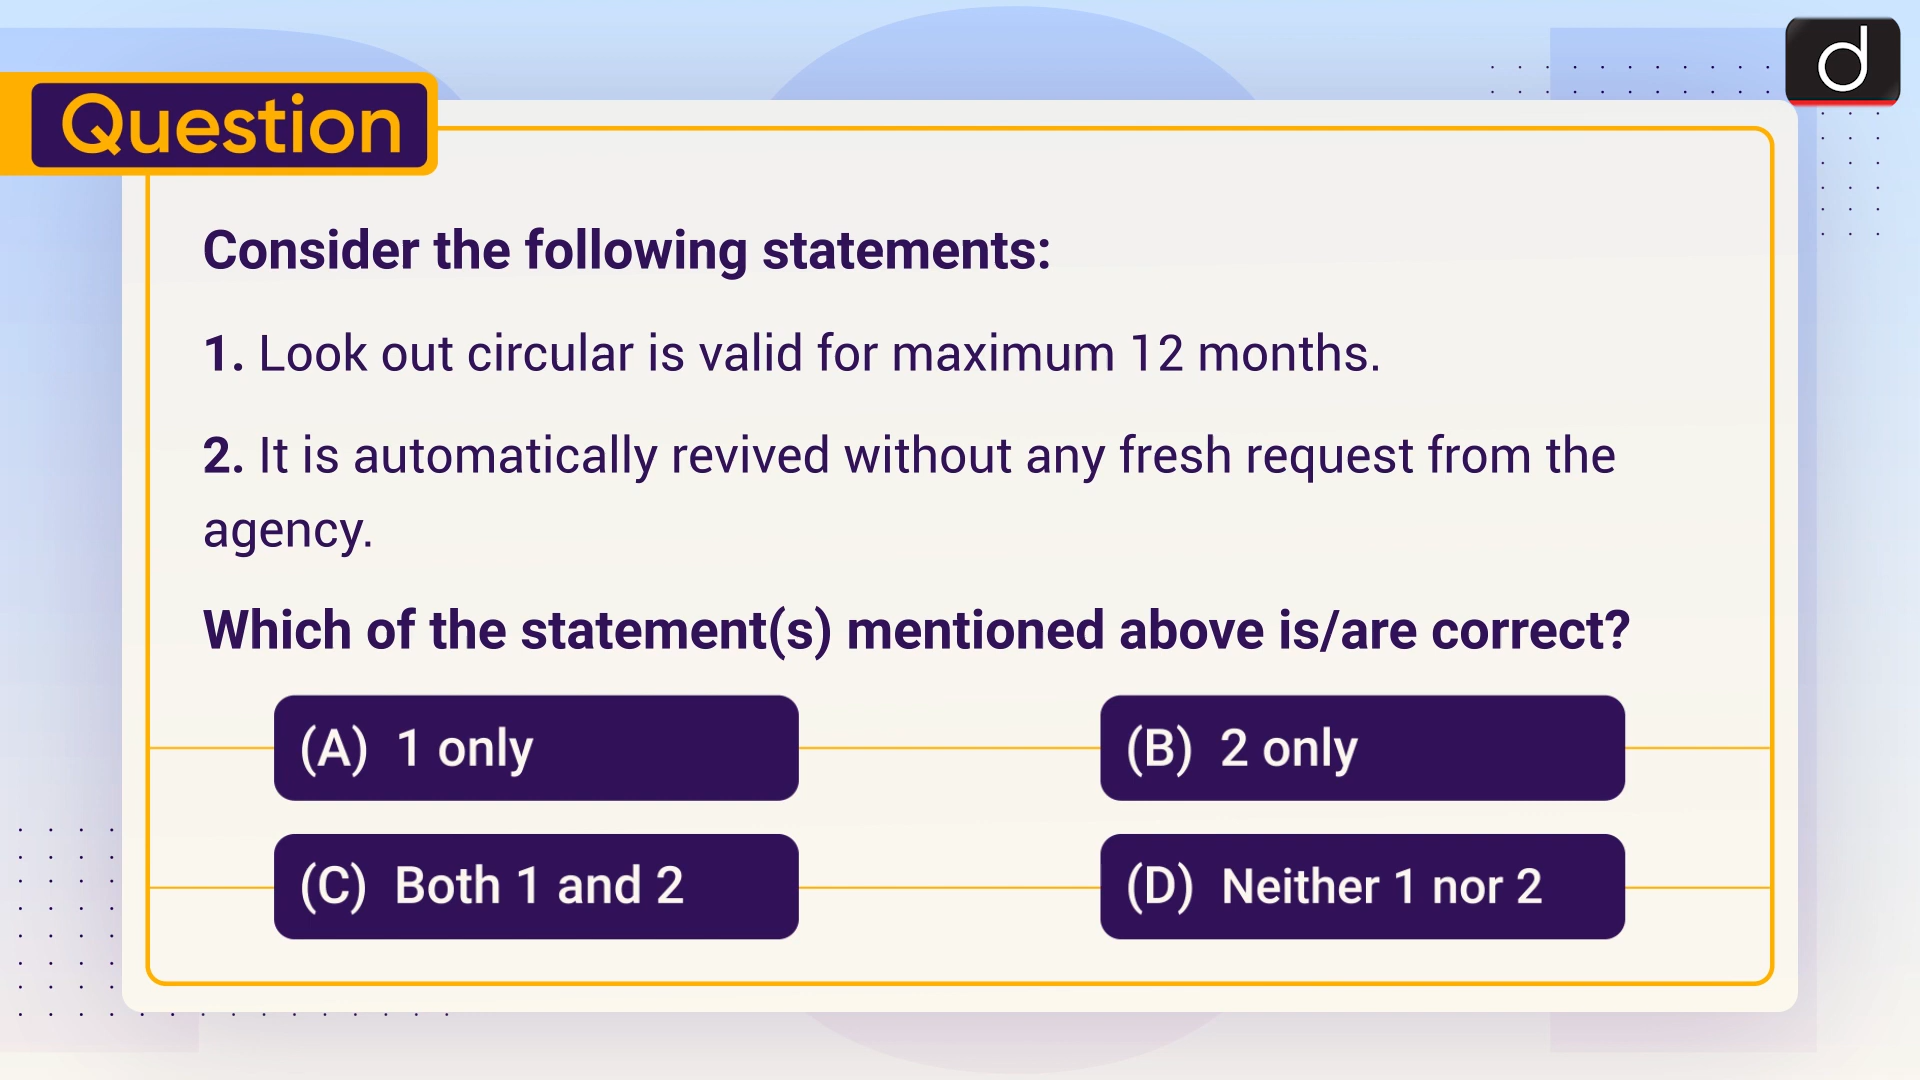 d
Question
Consider the following statements:
1. Look out circular is valid for maximum 12 months.
2. It is automatically revived without any fresh request from the
agency.
Which of the statement(s) mentioned above is/are correct?
(A) 1 only
(B) 2 only
(C) Both 1 and 2
(D) Neither 1 nor 2